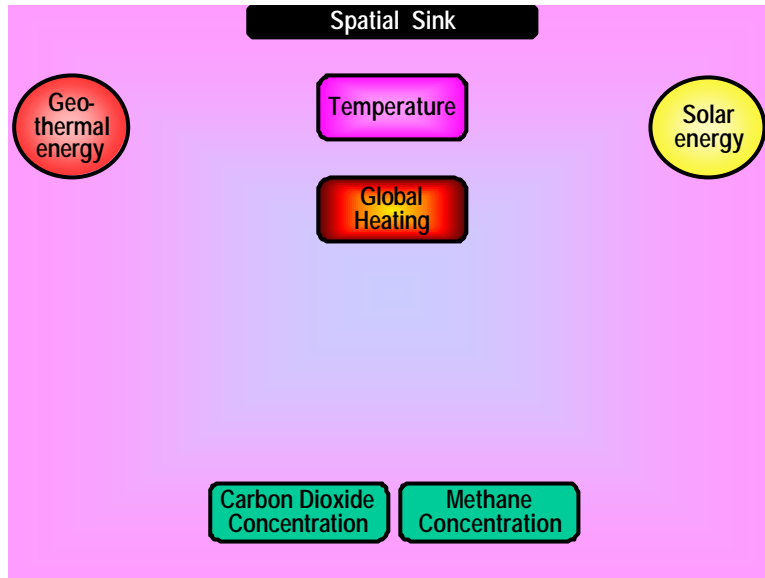 Spatial Sink
Geo-
thermal
energy
Temperature
Solar
energy
Global
Heating
Carbon Dioxide
Concentration
Methane
Concentration